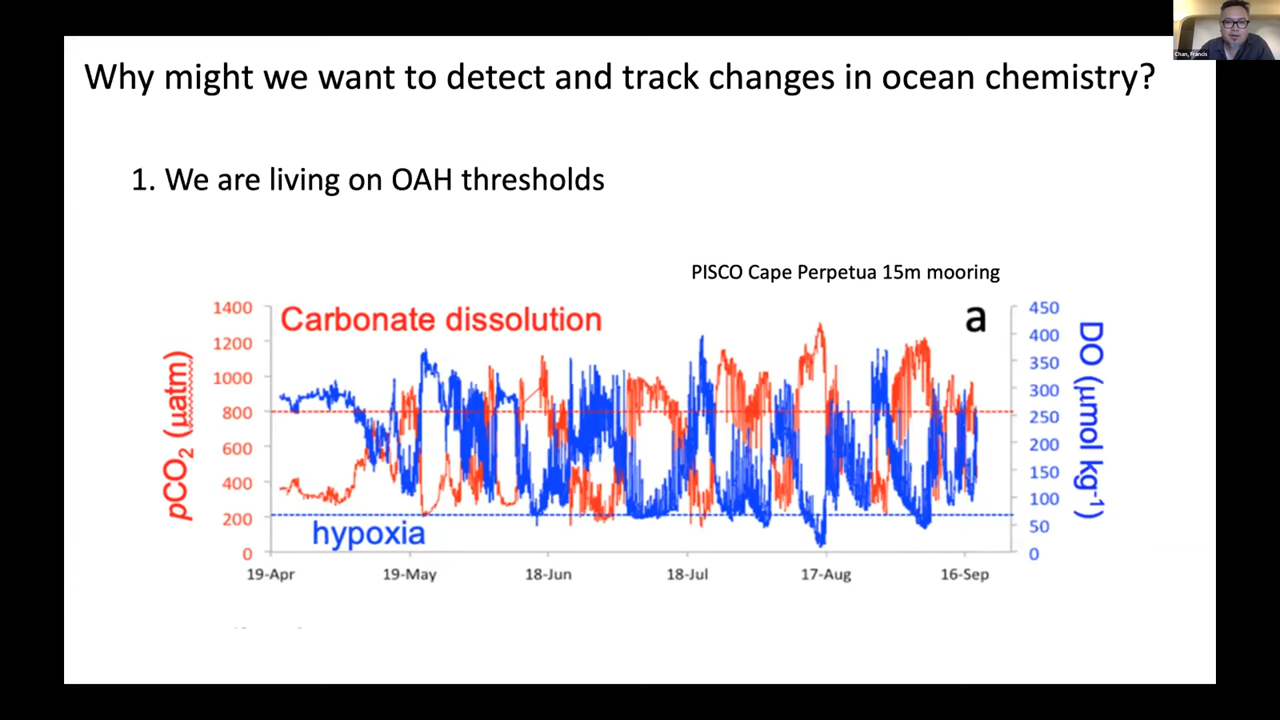 Chan, Francis
Why might we want to detect and track changes in ocean chemistry?
1. We are living on OAH thresholds
PISCO Cape Perpetua 15m mooring
Carbonate dissolution
a
pCO₂ (µatm)
1400
1200
1000
800
600
400
200
0
hypoxia
450
400
350
300
250
200
150
100
50
0
DO (µmol kg⁻¹)
19-Apr
19-May
18-Jun
18-Jul
17-Aug
16-Sep